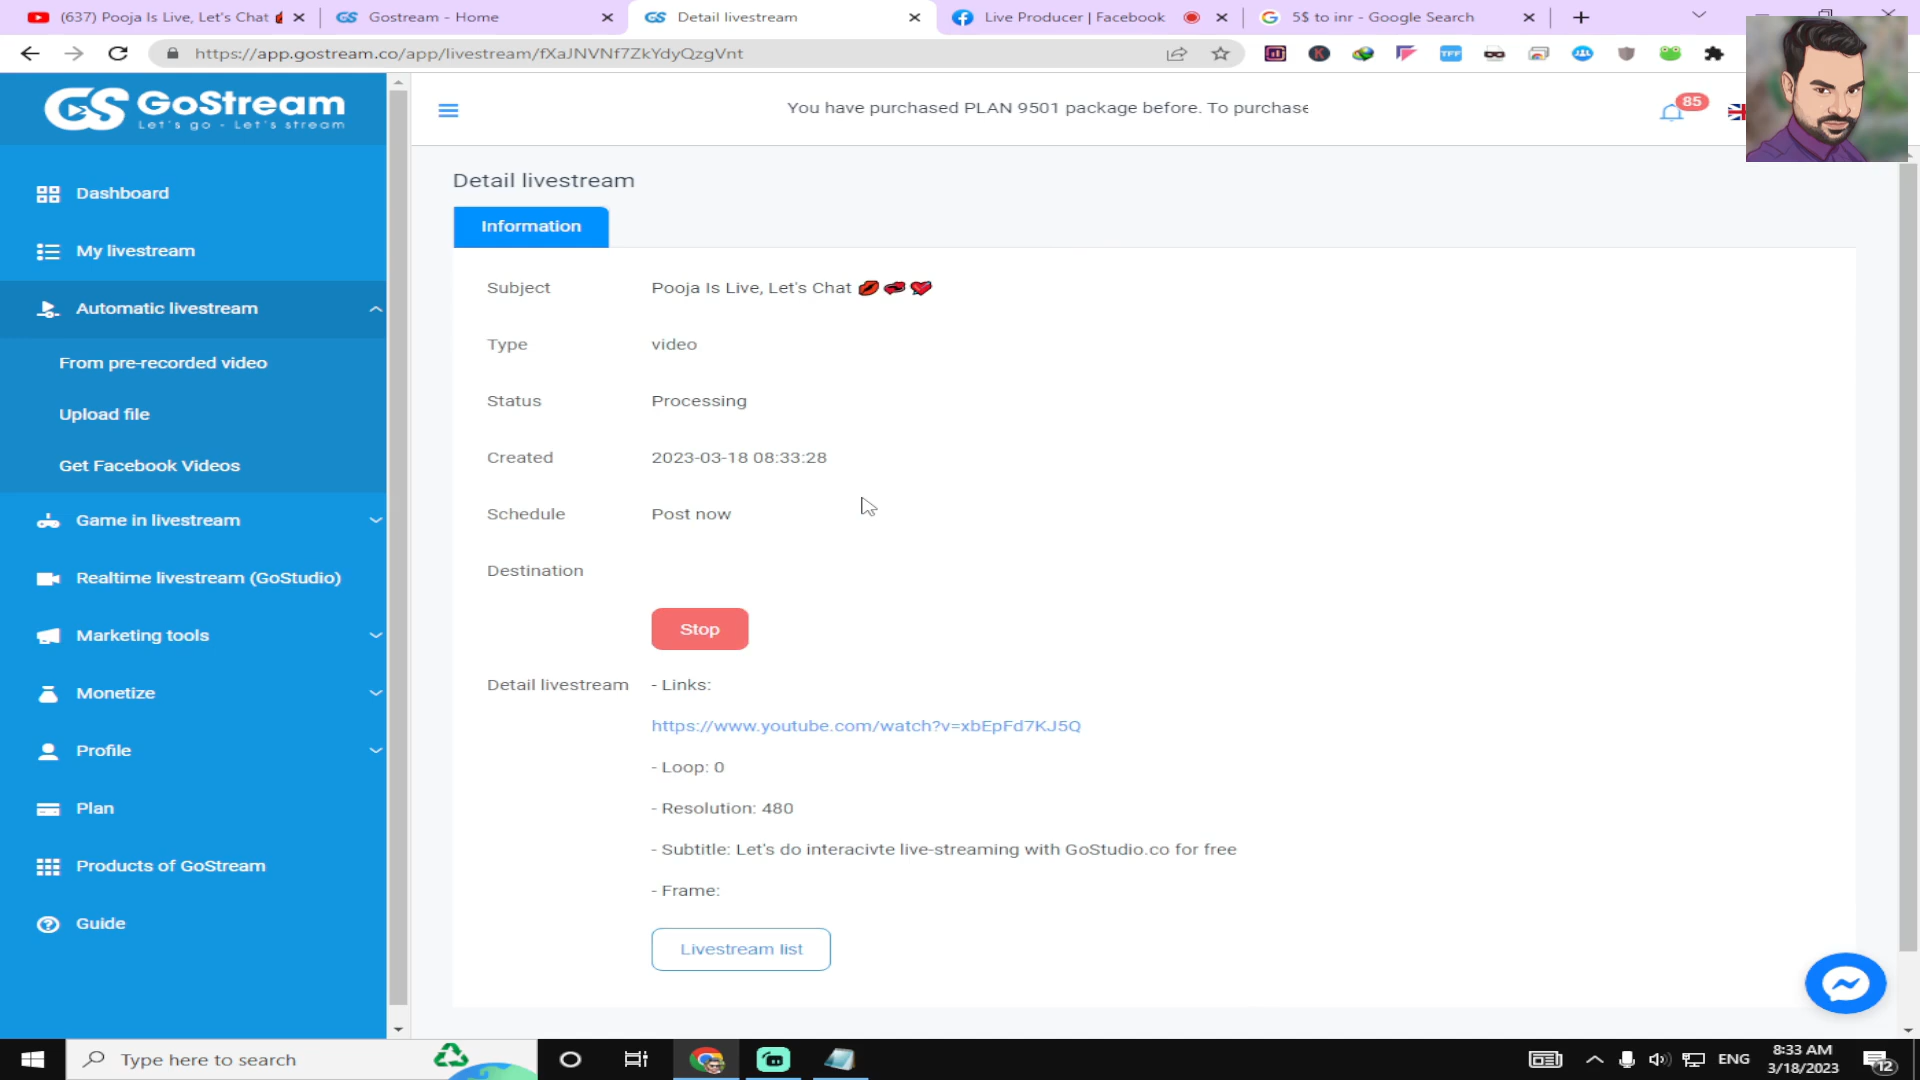 (637) Pooja Is Live, Let's Chat
Gostream - Home
Detail livestream
Live Producer | Facebook
5$ to inr - Google Search
https://app.gostream.co/app/livestream/fXaJNVNf7ZkYdyQzgVnt
GS GoStream
Let's go - Let's stream
You have purchased PLAN 9501 package before. To purchase
85
Dashboard
My livestream
Automatic livestream
From pre-recorded video
Upload file
Get Facebook Videos
Game in livestream
Realtime livestream (GoStudio)
Marketing tools
Monetize
Profile
Plan
Products of GoStream
Guide
Detail livestream
Information
Subject
Pooja Is Live, Let's Chat
Type
video
Status
Processing
Created
2023-03-18 08:33:28
Schedule
Post now
Destination
Stop
Detail livestream
- Links:
https://www.youtube.com/watch?v=xbEpFd7KJ5Q
- Loop: 0
- Resolution: 480
- Subtitle: Let's do interacivte live-streaming with GoStudio.co for free
- Frame:
Livestream list
Type here to search
ENG
8:33 AM
3/18/2023
12